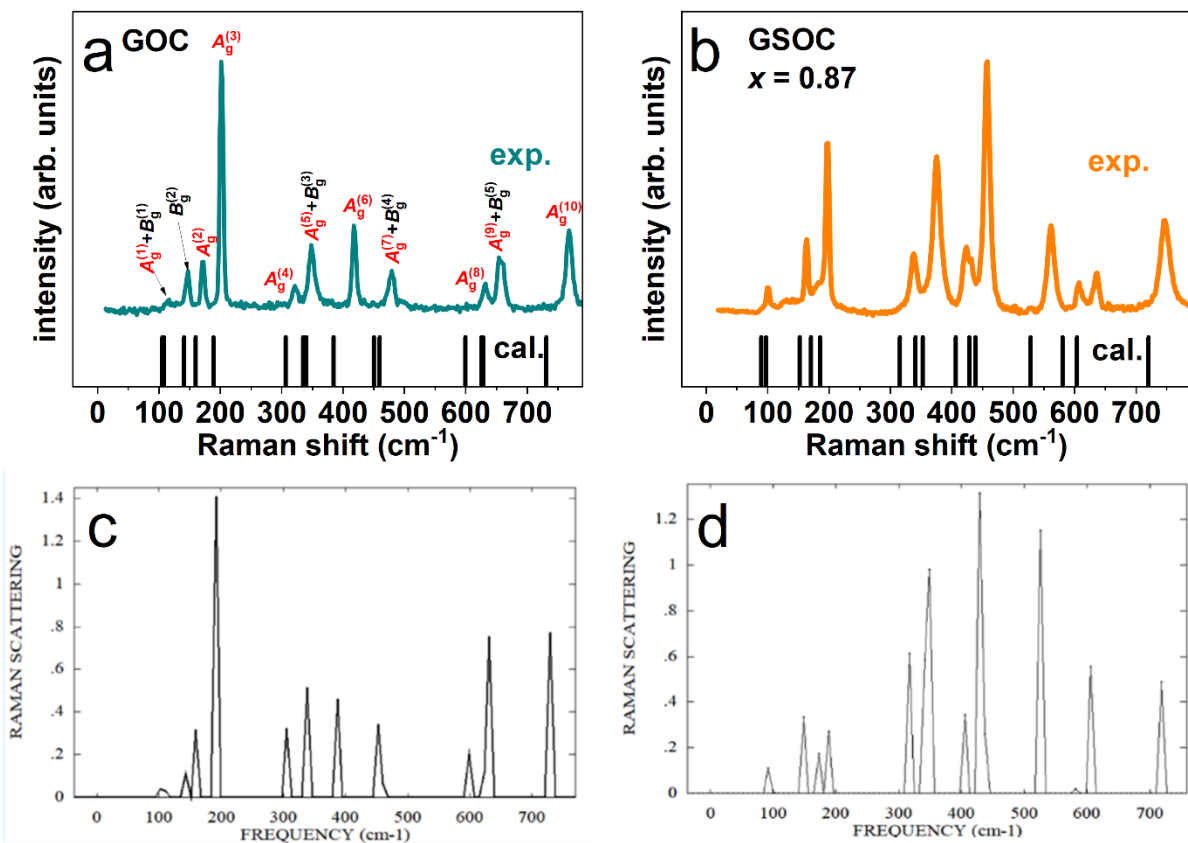 a GOC
A_g^(3)
intensity (arb. units)
exp.
A_g^(1)+B_g^(1)
B_g^(2)
A_g^(2)
A_g^(4)
A_g^(5)+B_g^(3)
A_g^(6)
A_g^(7)+B_g^(4)
A_g^(8)
A_g^(9)+B_g^(5)
A_g^(10)
cal.
0 100 200 300 400 500 600 700
Raman shift (cm⁻¹)
b GSOC
x = 0.87
intensity (arb. units)
exp.
cal.
0 100 200 300 400 500 600 700
Raman shift (cm⁻¹)
c
RAMAN SCATTERING
1.4
1.2
1
.8
.6
.4
.2
0
0 100 200 300 400 500 600 700
FREQUENCY (cm-1)
d
RAMAN SCATTERING
1.2
1
.8
.6
.4
.2
0
0 100 200 300 400 500 600 700
FREQUENCY (cm-1)